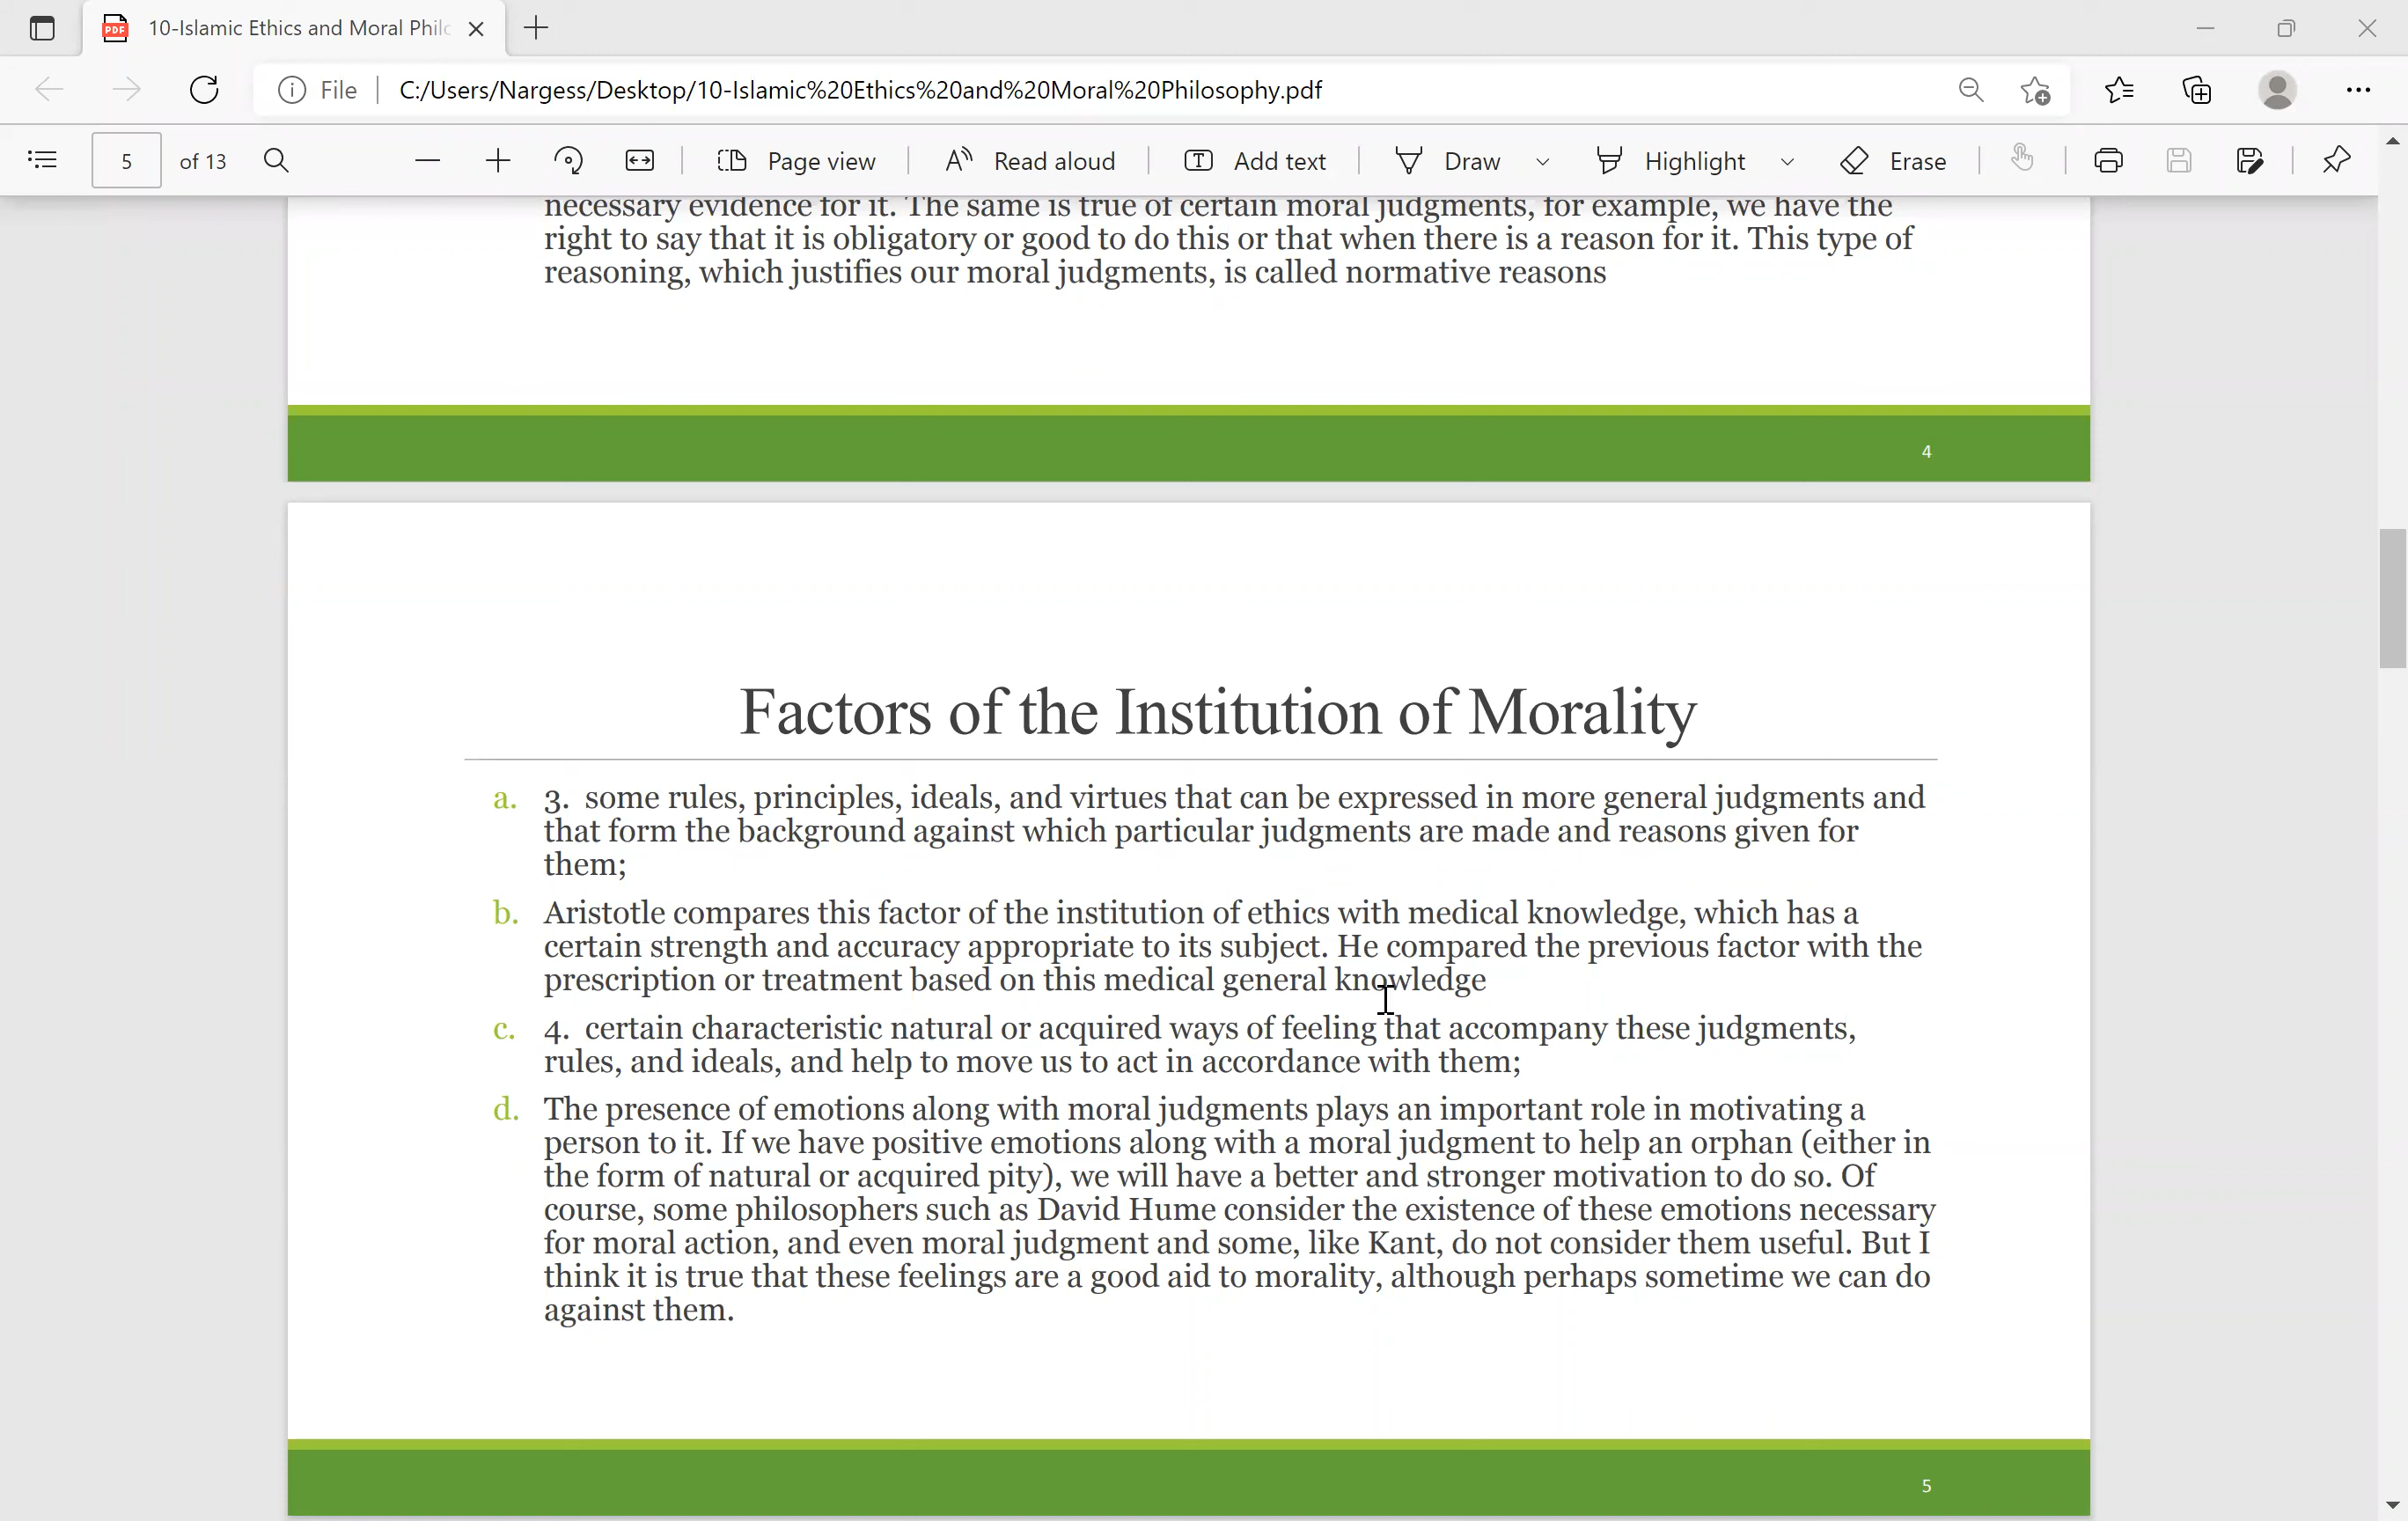 10-Islamic Ethics and Moral Philo
File C:/Users/Nargess/Desktop/10-Islamic%20Ethics%20and%20Moral%20Philosophy.pdf
5 of 13 Page view Read aloud Add text Draw Highlight Erase
necessary evidence for it. The same is true of certain moral judgments, for example, we have the
right to say that it is obligatory or good to do this or that when there is a reason for it. This type of
reasoning, which justifies our moral judgments, is called normative reasons
4
Factors of the Institution of Morality
a. 3. some rules, principles, ideals, and virtues that can be expressed in more general judgments and
that form the background against which particular judgments are made and reasons given for
them;
b. Aristotle compares this factor of the institution of ethics with medical knowledge, which has a
certain strength and accuracy appropriate to its subject. He compared the previous factor with the
prescription or treatment based on this medical general knowledge
c. 4. certain characteristic natural or acquired ways of feeling that accompany these judgments,
rules, and ideals, and help to move us to act in accordance with them;
d. The presence of emotions along with moral judgments plays an important role in motivating a
person to it. If we have positive emotions along with a moral judgment to help an orphan (either in
the form of natural or acquired pity), we will have a better and stronger motivation to do so. Of
course, some philosophers such as David Hume consider the existence of these emotions necessary
for moral action, and even moral judgment and some, like Kant, do not consider them useful. But I
think it is true that these feelings are a good aid to morality, although perhaps sometime we can do
against them.
5